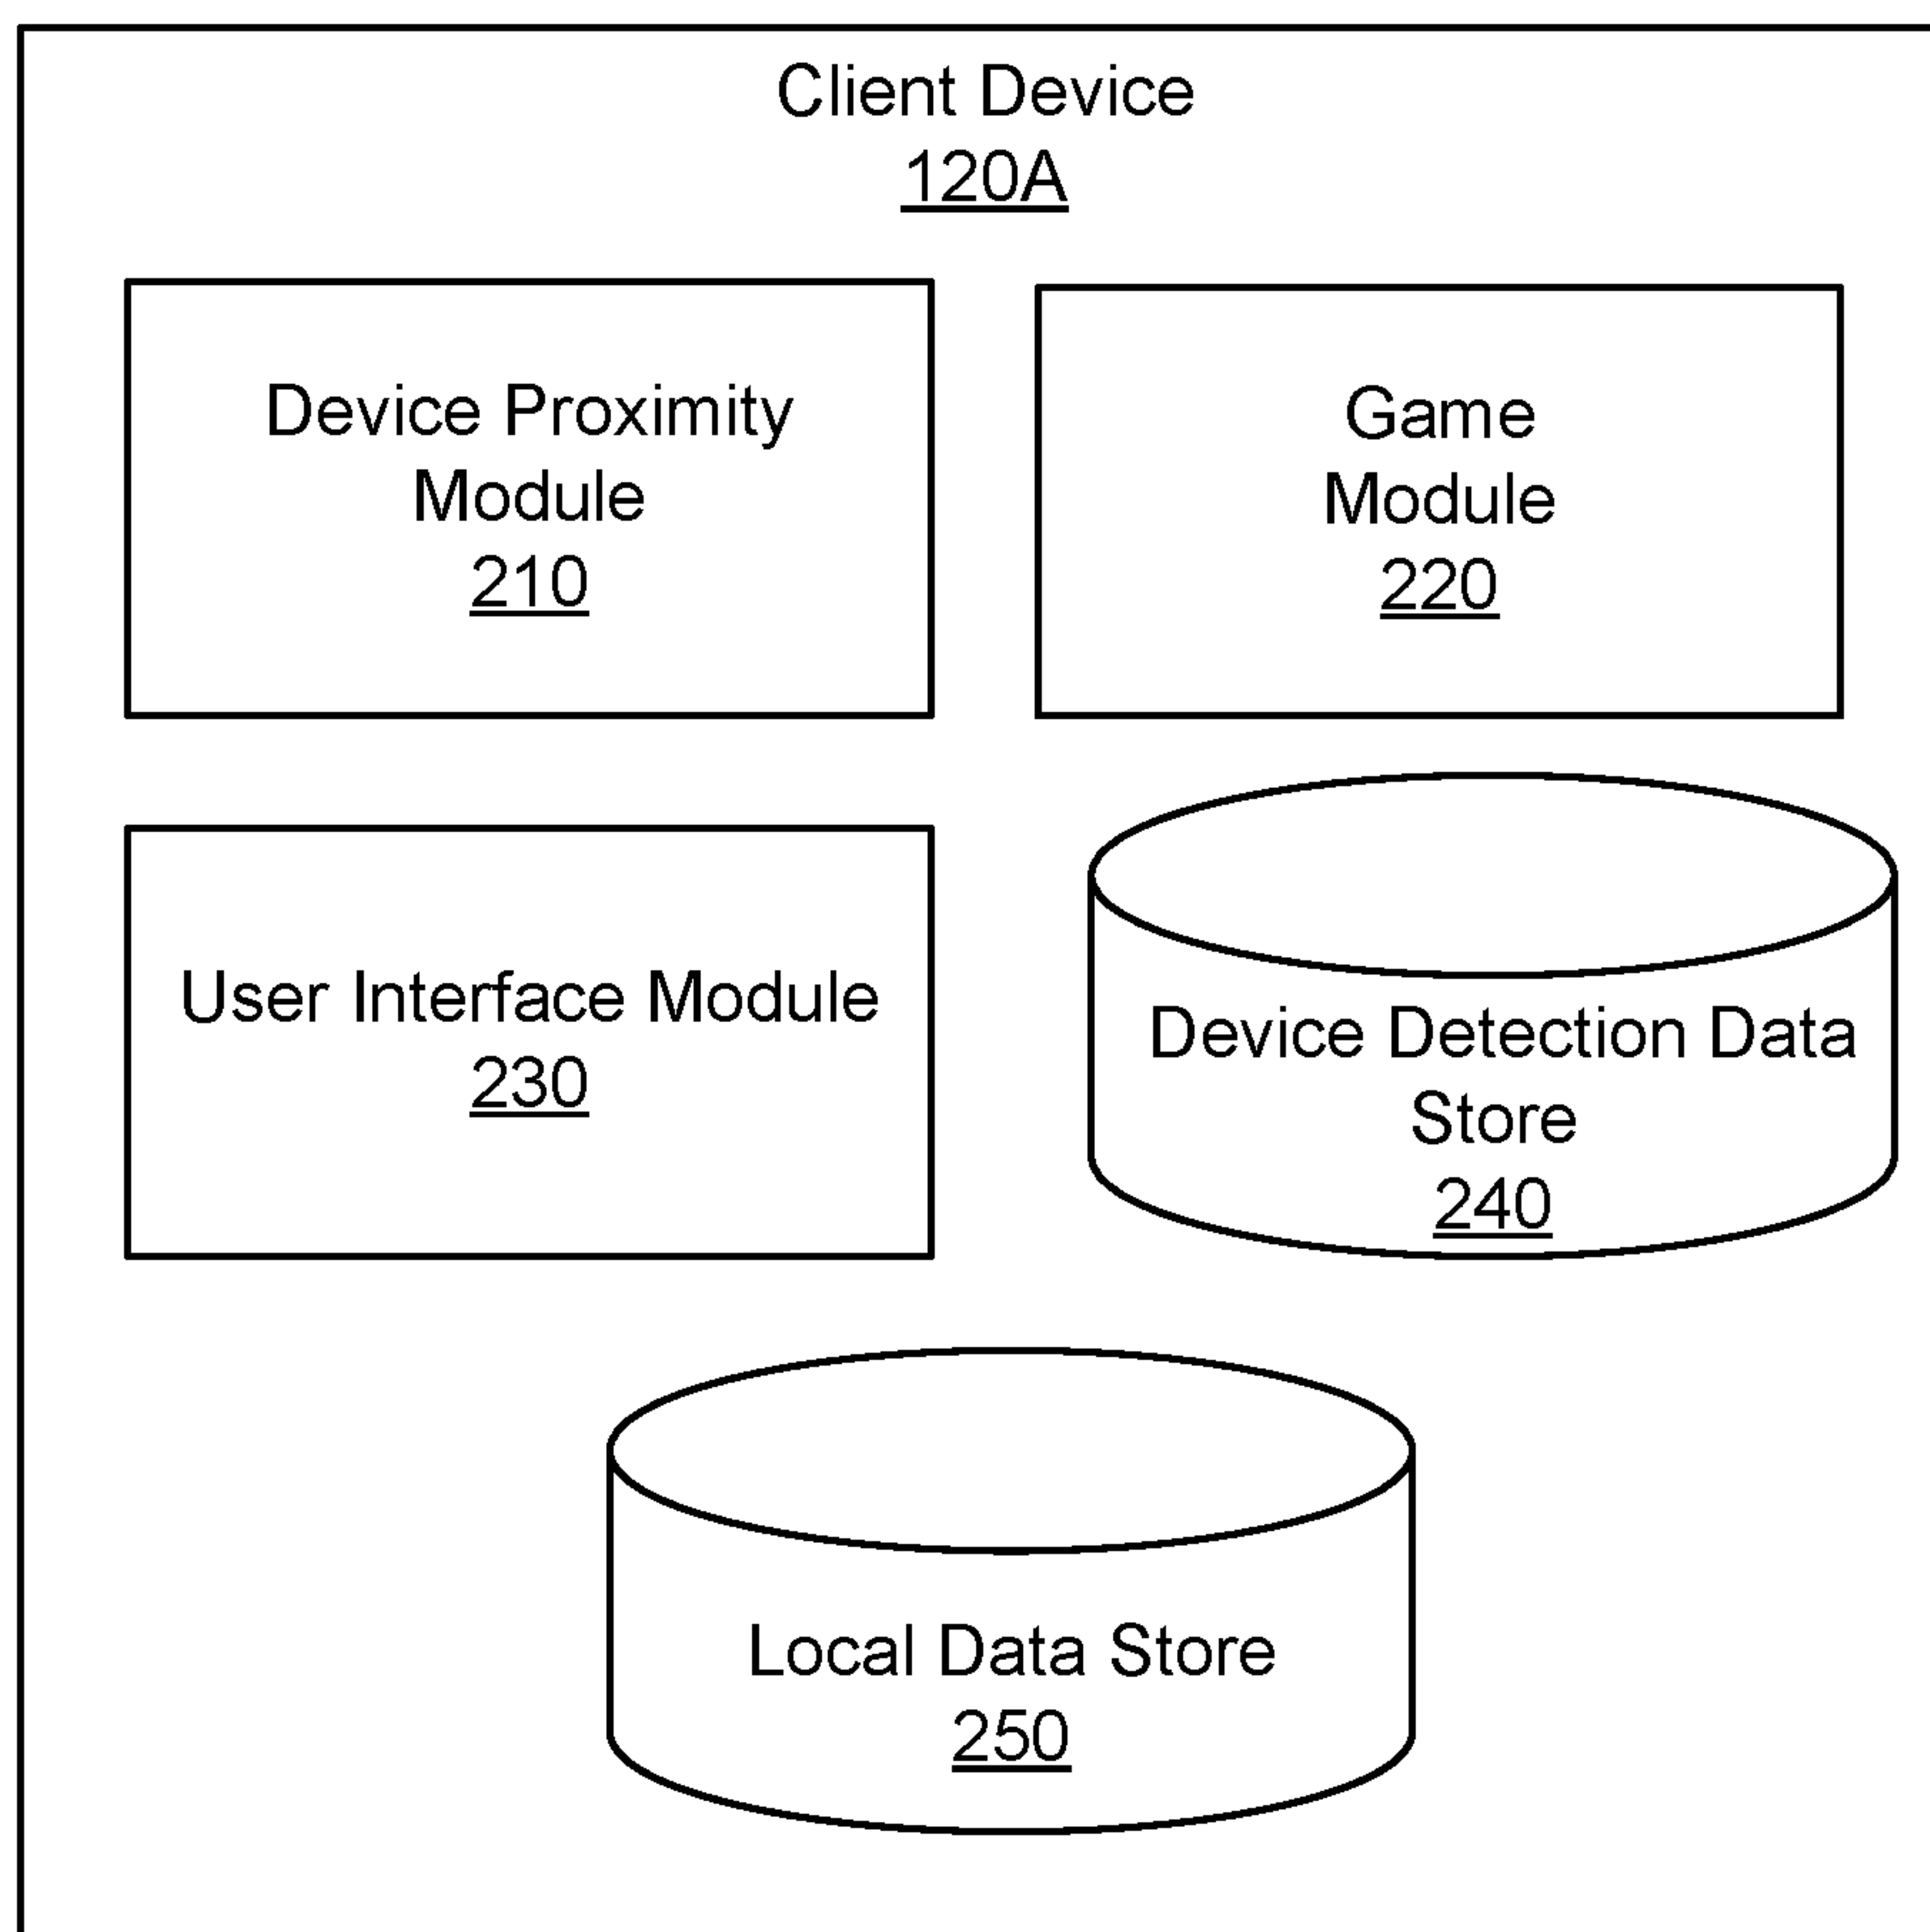 Client Device
120A
Device Proximity
Module
210
Game
Module
220
User Interface Module
230
Device Detection Data
Store
240
Local Data Store
250